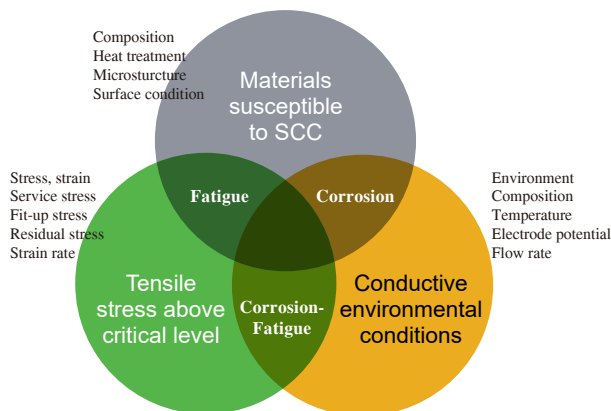 Composition
Heat treatment
Microsturcture
Surface condition
Materials
susceptible
to SCC
Stress, strain
Service stress
Fit-up stress
Residual stress
Strain rate
Fatigue
Corrosion
Environment
Composition
Temperature
Electrode potential
Flow rate
Tensile
stress above
critical level
Corrosion-
Fatigue
Conductive
environmental
conditions